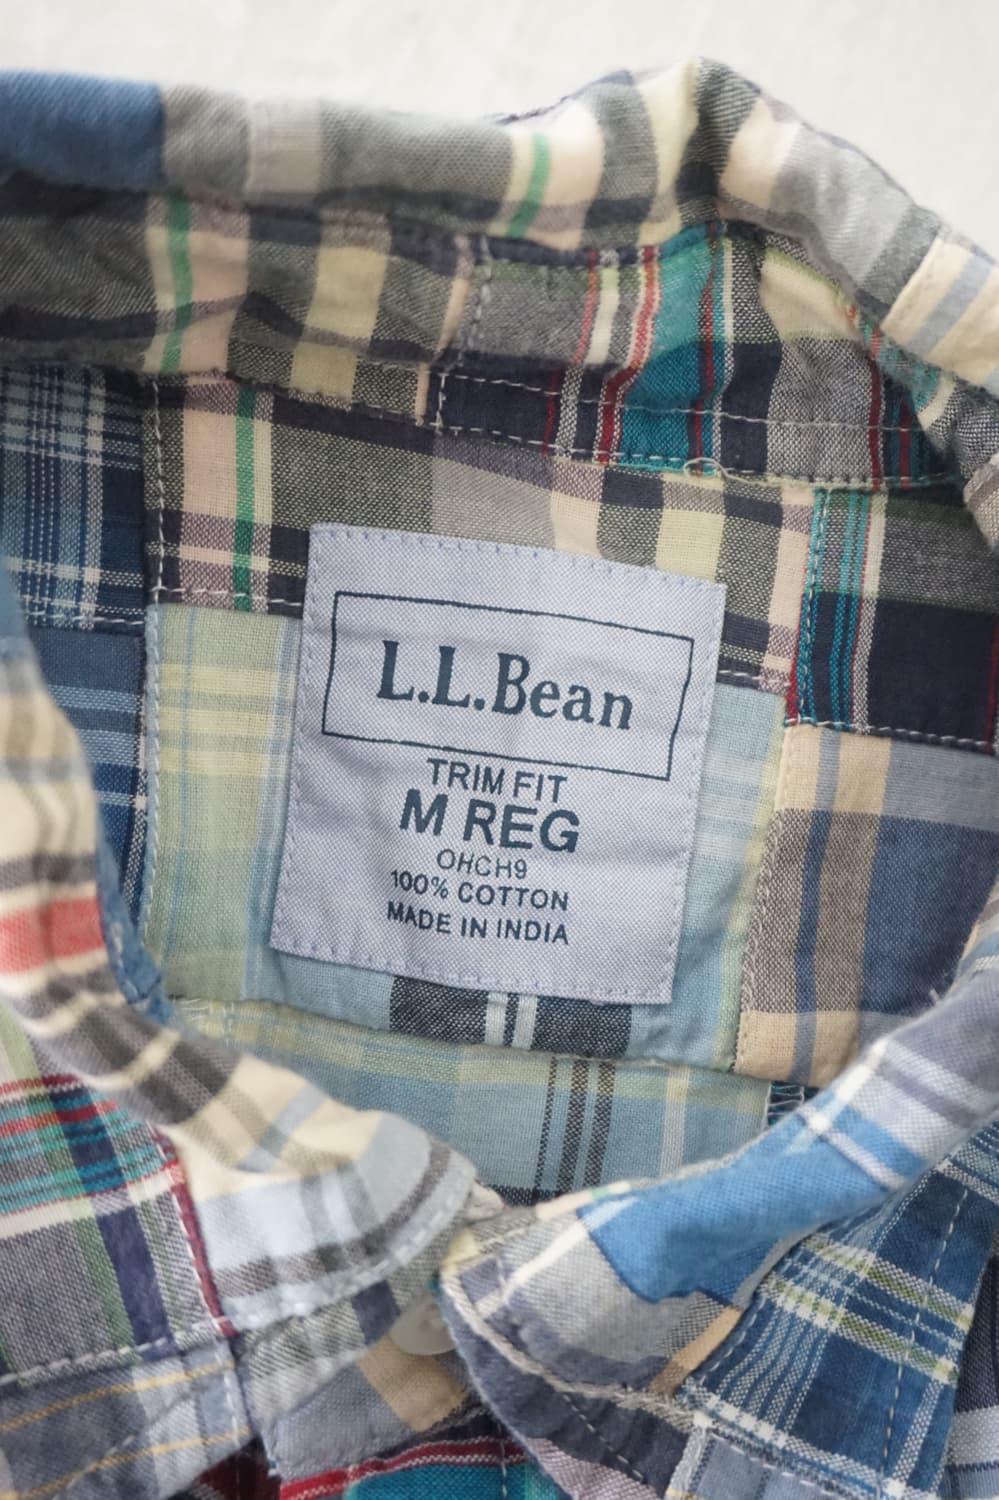 L.L.Bean
TRIM FIT
M REG
OHCH9
100% COTTON
MADE IN INDIA